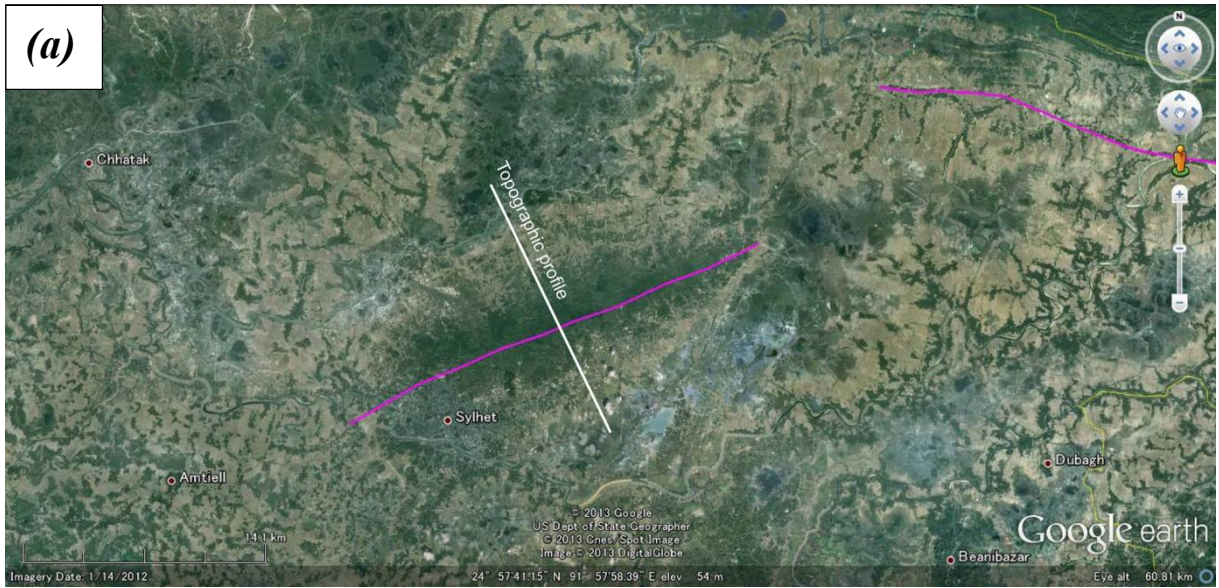 (a)
N
Chhatak
Topographic profile
Sylhet
Amtiell
Dubagh
Beanibazar
14.1 km
© 2013 Google
US Dept of State Geographer
© 2013 Cnes/Spot Image
Image © 2013 DigitalGlobe
Google earth
Imagery Date: 1/14/2012
24° 57'41.15" N 91° 57'58.39" E elev 54 m
Eye alt 60.81 km